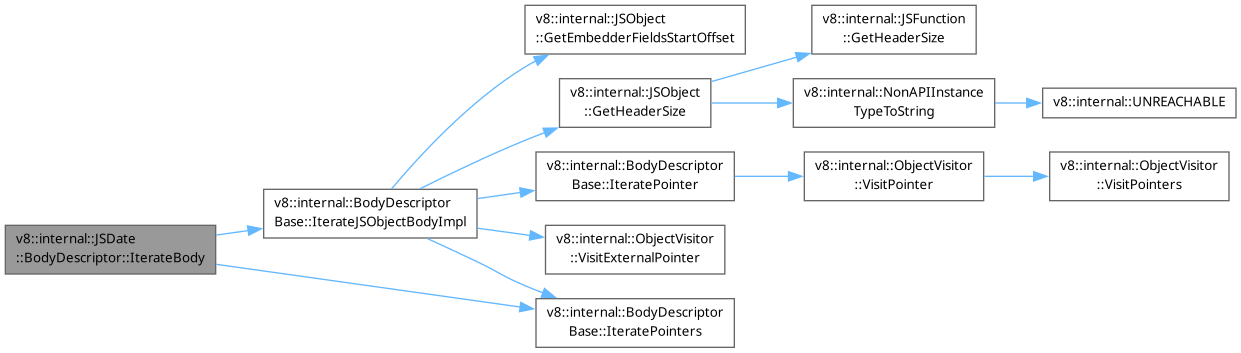 v8::internal::JSDate
::BodyDescriptor::IterateBody
v8::internal::BodyDescriptor
Base::IterateJSObjectBodyImpl
v8::internal::JSObject
::GetEmbedderFieldsStartOffset
v8::internal::JSObject
::GetHeaderSize
v8::internal::JSFunction
::GetHeaderSize
v8::internal::NonAPIInstance
TypeToString
v8::internal::UNREACHABLE
v8::internal::BodyDescriptor
Base::IteratePointer
v8::internal::ObjectVisitor
::VisitPointer
v8::internal::ObjectVisitor
::VisitPointers
v8::internal::ObjectVisitor
::VisitExternalPointer
v8::internal::BodyDescriptor
Base::IteratePointers